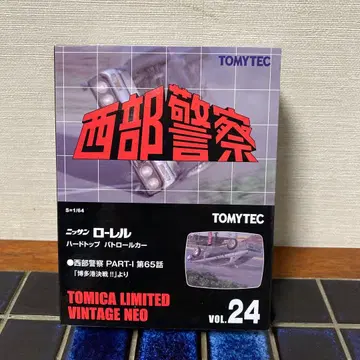 TOMYTEC
西部警察
S=1/64
ニッサン ローレル
ハードトップ パトロールカー
TOMYTEC
●西部警察 PART-I 第65話
「博多港決戦!!」より
TOMICA LIMITED
VINTAGE NEO
VOL.24